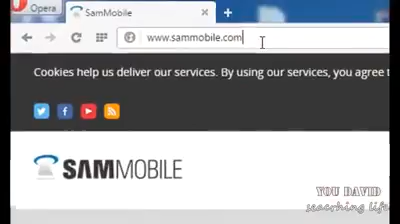 Opera
SamMobile
www.sammobile.com
Cookies help us deliver our services. By using our services, you agree t
SAMMOBILE
YOU DAVID
seacrhing life